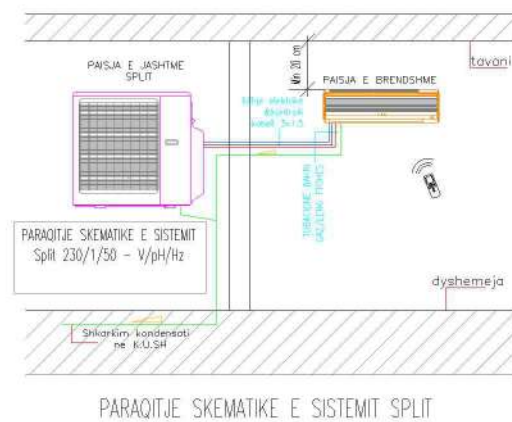 tavani
Min 20 cm
PAISJA E JASHTME
SPLIT
PAISJA E BRENDSHME
PARAQITJE SKEMATIKE E SISTEMIT
Split 230/1/50 - V/pH/Hz
dyshemeja
Shkarkim kondensati
ne K.U.SH
PARAQITJE SKEMATIKE E SISTEMIT SPLIT